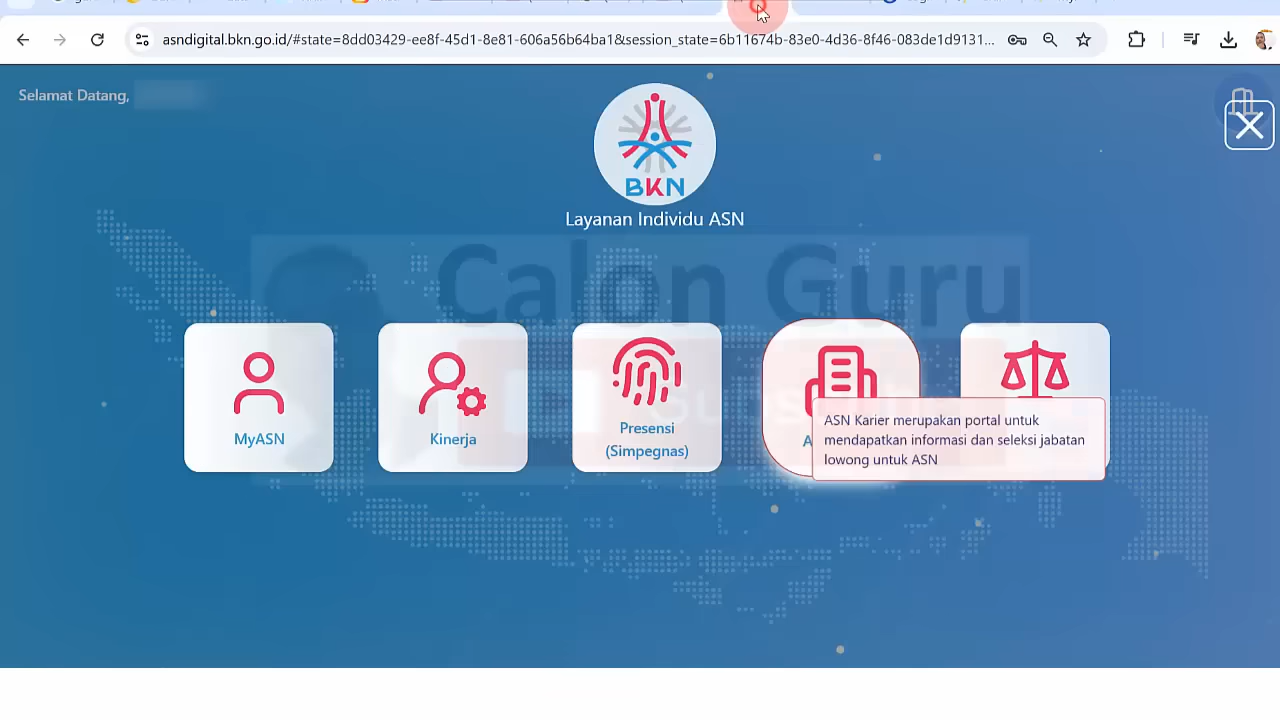 asndigital.bkn.go.id/#state=8dd03429-ee8f-45d1-8e81-606a56b64ba1&session_state=6b11674b-83e0-4d36-8f46-083de1d9131...
Selamat Datang,
BKN
Layanan Individu ASN
Calon Guru
MyASN
Kinerja
Presensi
(Simpegnas)
ASN Karier merupakan portal untuk
mendapatkan informasi dan seleksi jabatan
lowong untuk ASN